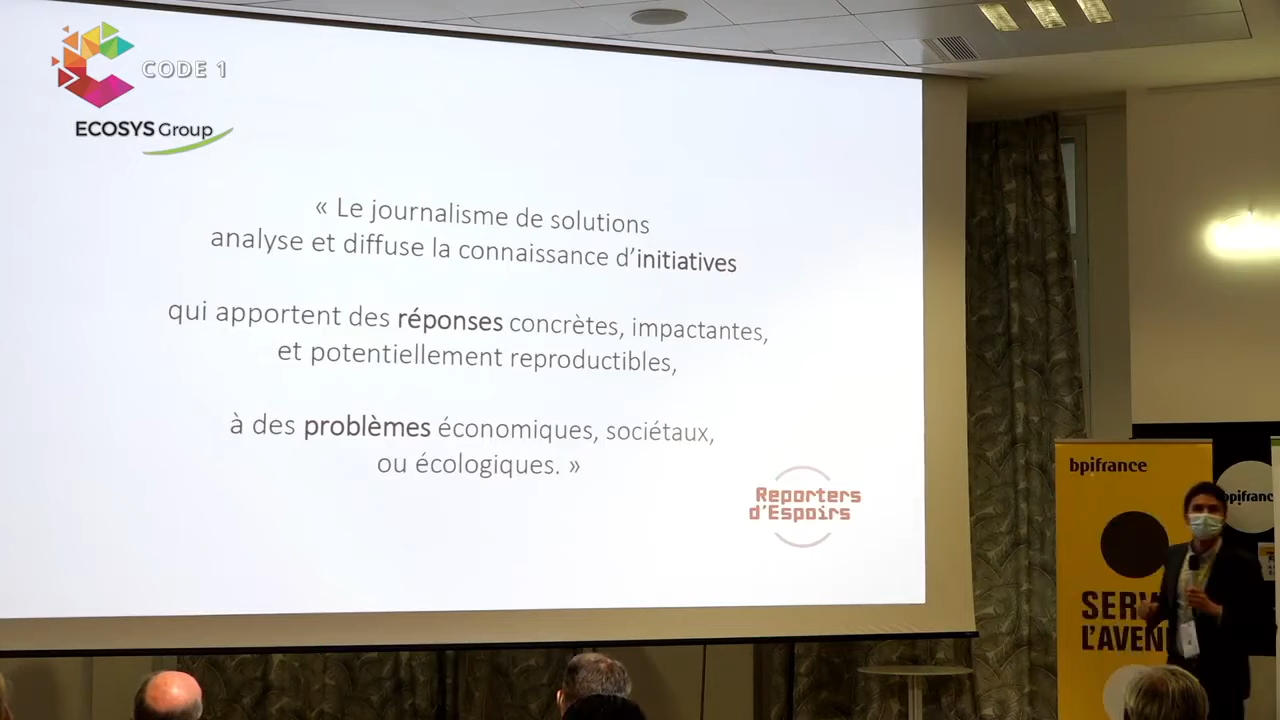 CODE 1
ECOSYS Group
« Le journalisme de solutions
analyse et diffuse la connaissance d’initiatives
qui apportent des réponses concrètes, impactantes,
et potentiellement reproductibles,
à des problèmes économiques, sociétaux,
ou écologiques. »
Reporters
d'Espoirs
bpifrance
SERV
L'AVEN
bpifranc